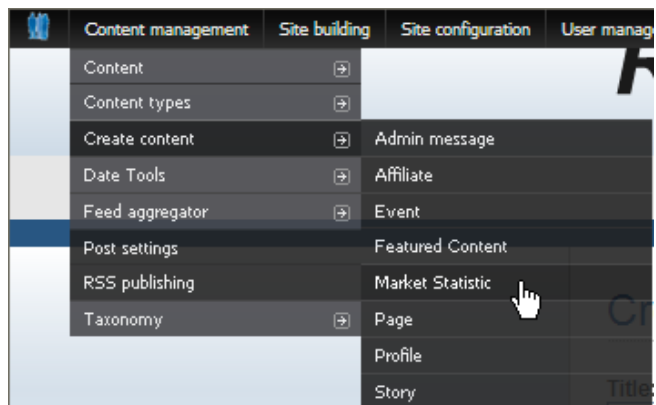 Content management Site building Site configuration User manag
R
Content
Content types
Create content
Date Tools
Feed aggregator
Post settings
RSS publishing
Taxonomy
Admin message
Affiliate
Event
Featured Content
Market Statistic
Page
Profile
Story
Cr
Title: